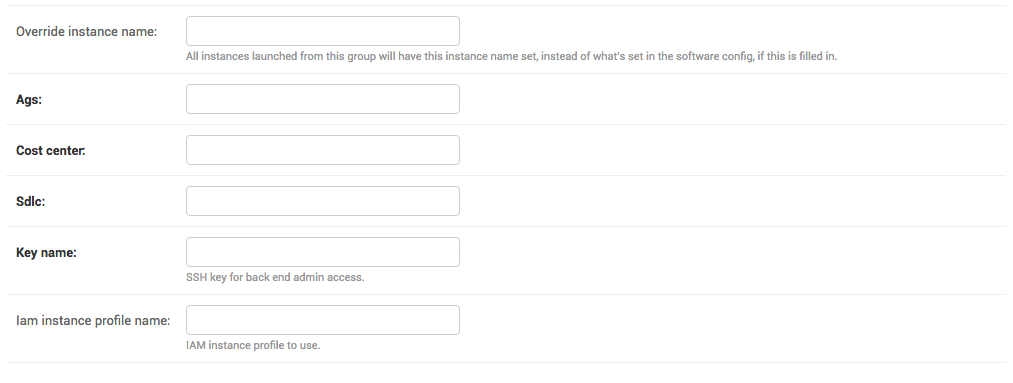 Override instance name:
All instances launched from this group will have this instance name set, instead of what's set in the software config, if this is filled in.
Ags:
Cost center:
Sdlc:
Key name:
SSH key for back end admin access.
Iam instance profile name:
IAM instance profile to use.